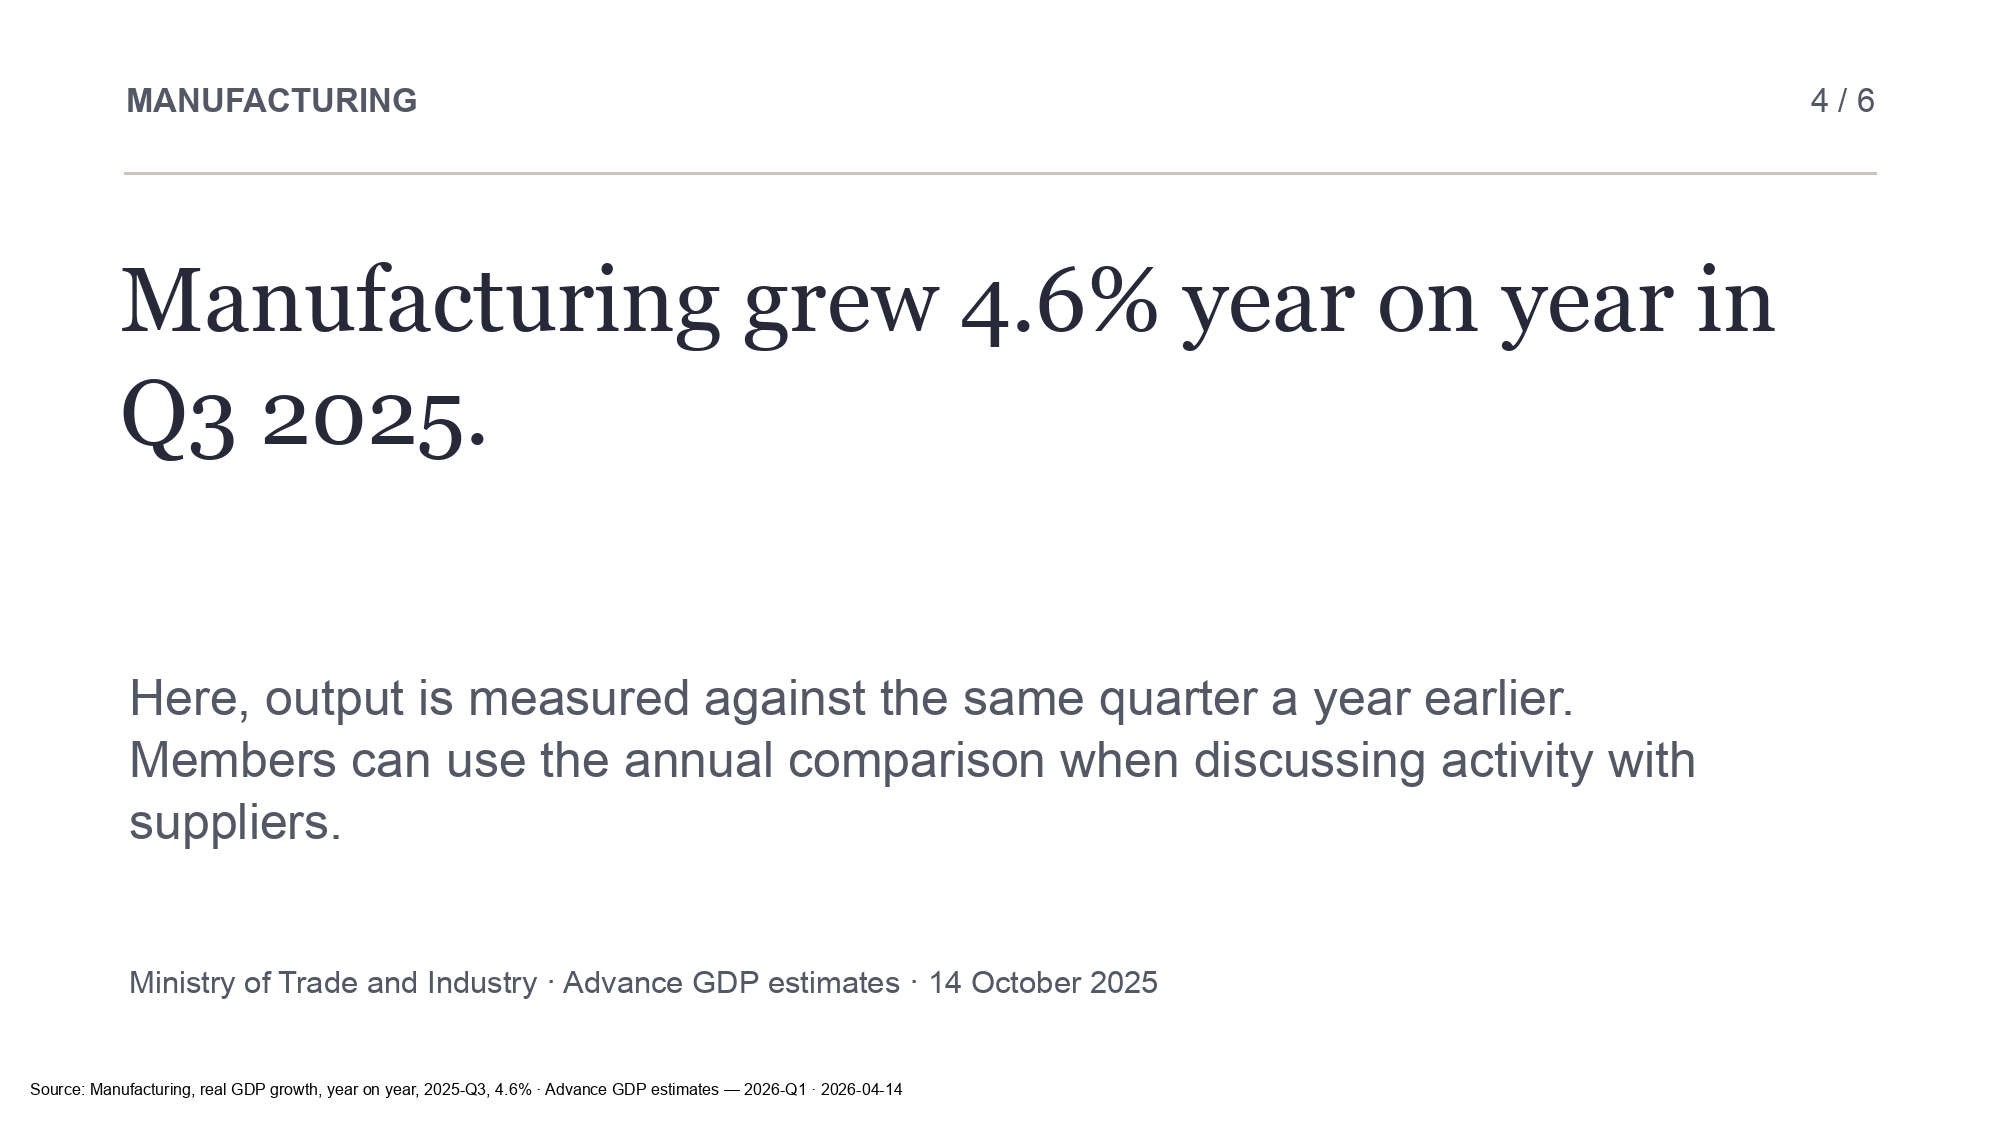 MANUFACTURING
4 / 6
Manufacturing grew 4.6% year on year in
Q3 2025.
Here, output is measured against the same quarter a year earlier.
Members can use the annual comparison when discussing activity with
suppliers.
Ministry of Trade and Industry · Advance GDP estimates · 14 October 2025
Source: Manufacturing, real GDP growth, year on year, 2025-Q3, 4.6% · Advance GDP estimates — 2026-Q1 · 2026-04-14